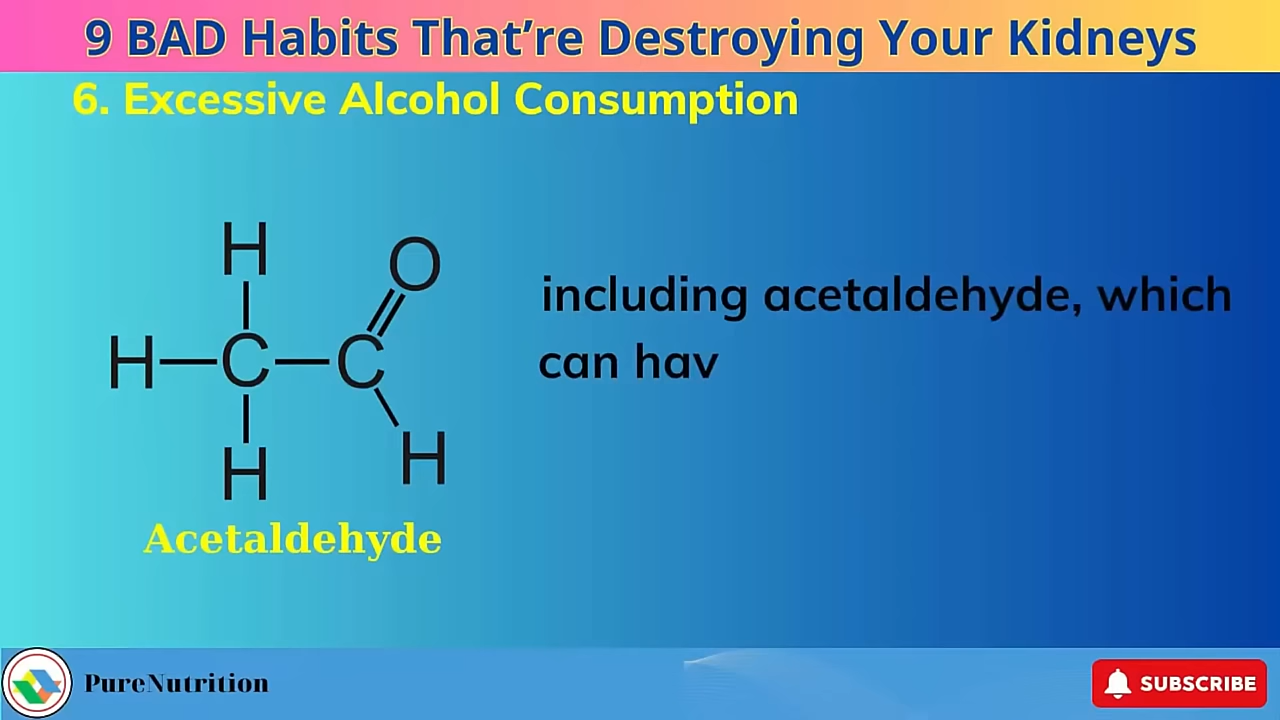 9 BAD Habits That’re Destroying Your Kidneys
6. Excessive Alcohol Consumption
H
O
H C C
H H
Acetaldehyde
including acetaldehyde, which
can hav
PureNutrition
SUBSCRIBE